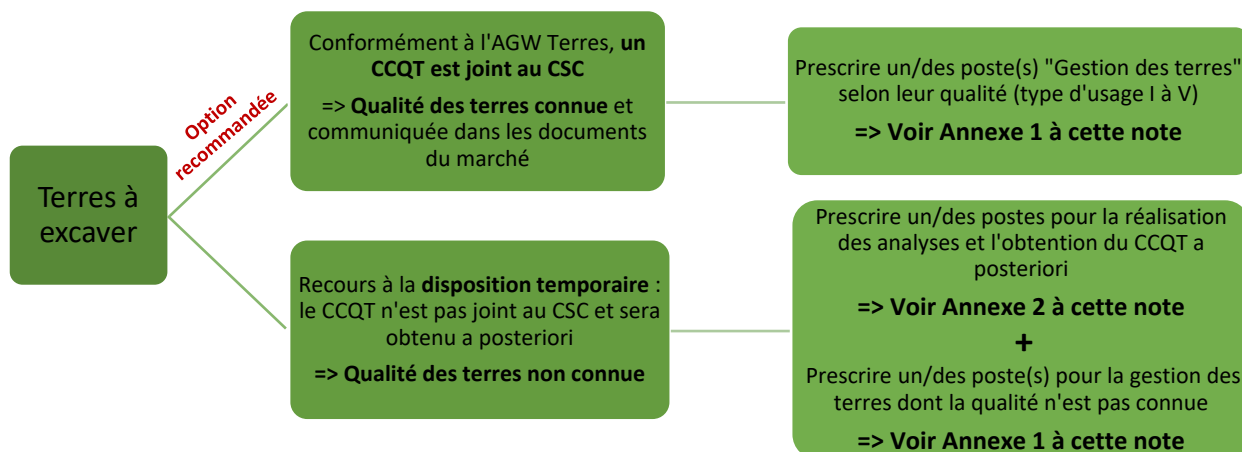 Terres à
excaver
Option
recommandée
Conformément à l'AGW Terres, un
CCQT est joint au CSC
=> Qualité des terres connue et
communiquée dans les documents
du marché
Prescrire un/des poste(s) "Gestion des terres"
selon leur qualité (type d'usage I à V)
=> Voir Annexe 1 à cette note
Recours à la disposition temporaire :
le CCQT n'est pas joint au CSC et sera
obtenu a posteriori
=> Qualité des terres non connue
Prescrire un/des postes pour la réalisation
des analyses et l'obtention du CCQT a
posteriori
=> Voir Annexe 2 à cette note
+
Prescrire un/des poste(s) pour la gestion des
terres dont la qualité n'est pas connue
=> Voir Annexe 1 à cette note